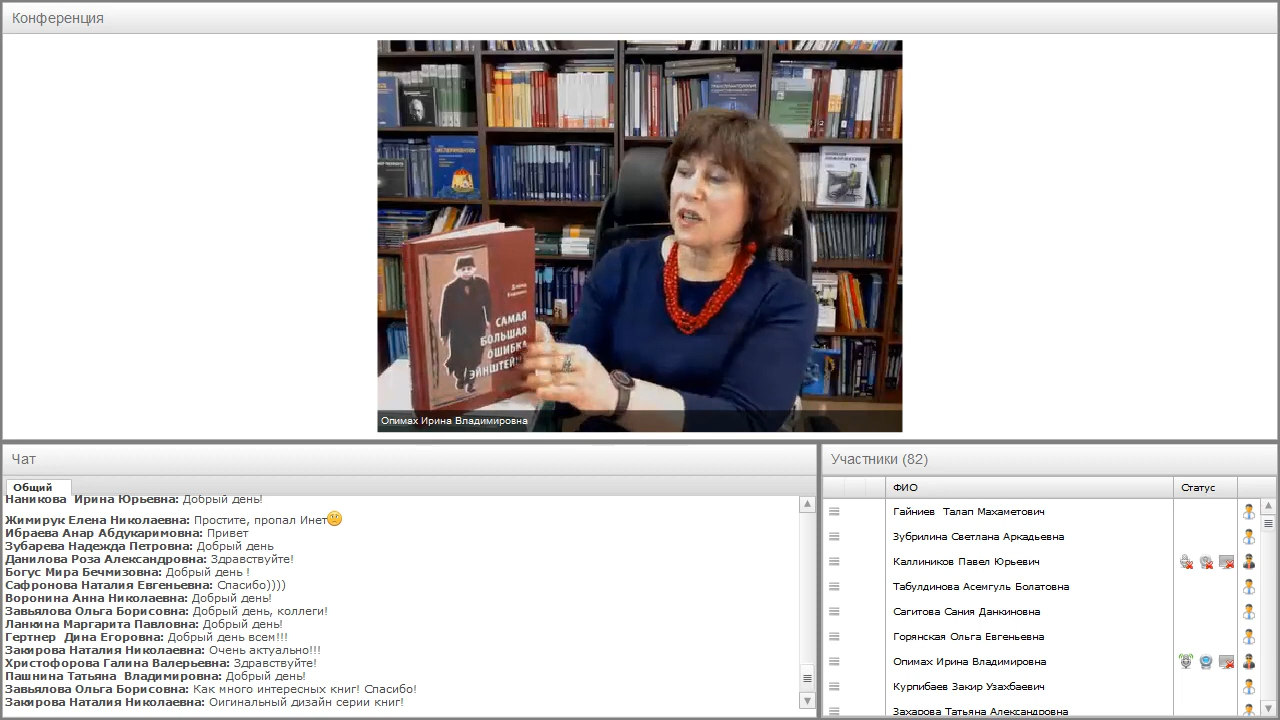 Конференция
САМАЯ
БОЛЬШАЯ
ОШИБКА
Опимах Ирина Владимировна
Чат
Общий
Наникова Ирина Юрьевна: Добрый день!
Жимирук Елена Николаевна: Простите, пропал Инет
Ибраева Анар Абдукаримовна: Привет
Зубарева Надежда Петровна: Добрый день
Данилова Роза Александровна: Здравствуйте!
Богус Мира Бечмизовна: Добрый день !
Сафронова Наталия Евгеньевна: :Спасибо))))
Воронина Анна Николаевна: Добрый день!
Завьялова Ольга Борисовна: Добрый день, коллеги!
Ланкина Маргарита Павловна: Добрый день!
Гертнер Дина Егоровна: Добрый день всем!!!
Закирова Наталия Николаевна: Очень актуально!!!
Христофорова Галина Валерьевна: Здравствуйте!
Пашнина Татьяна Владимировна: Добрый день!
Завьялова Ольга Борисовна: Как много интересных книг! Спасибо!
Закирова Наталия Николаевна: Оигинальный дизайн серии книг!
Участники (82)
ФИО Статус
Гайниев Талап Махаметович
Зубрилина Светлана Аркадьевна
Каллиников Павел Юрьевич
Табулдинова Асемгуль Болатовна
Сагитова Сания Данкиновна
Горянская Ольга Евгеньевна
Опимах Ирина Владимировна
Курпибаев Закир Узакбаевич
Захарова Татьяна Александровна